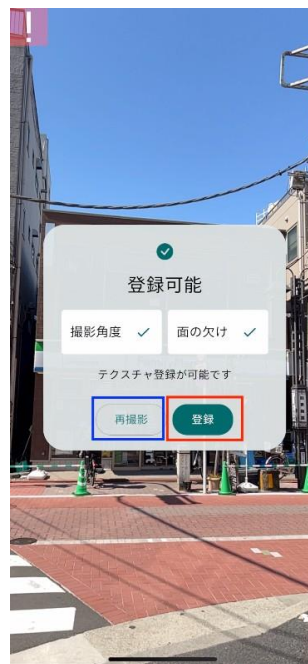 !
登録可能
撮影角度 ✓ 面の欠け ✓
テクスチャ登録が可能です
再撮影 登録